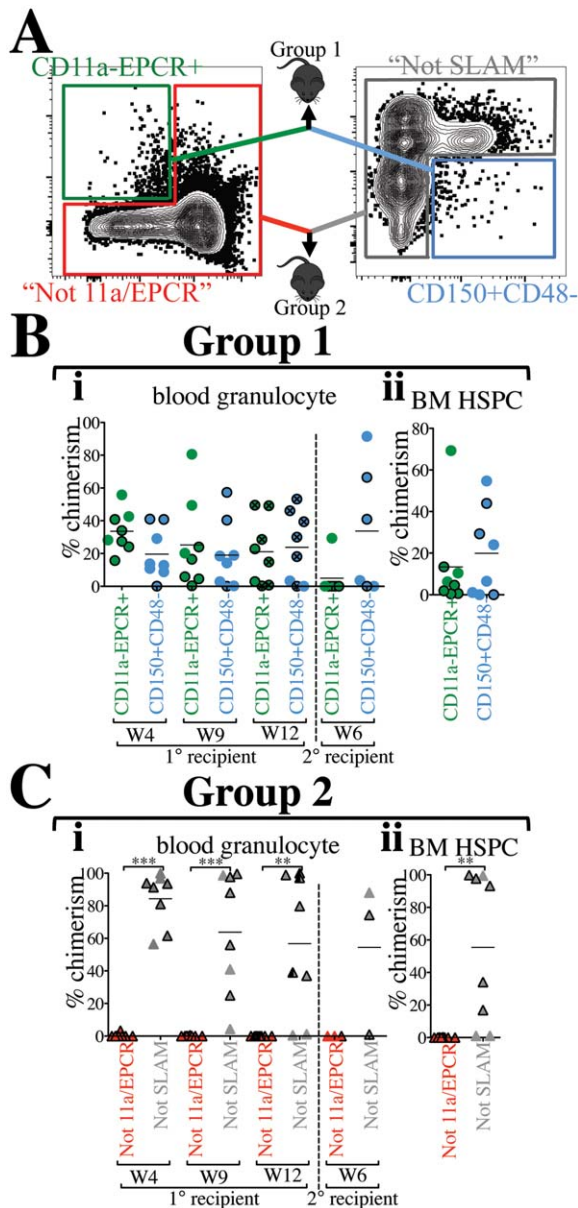 A
Group 1
CD11a-EPCR+
“Not SLAM”
“Not 11a/EPCR”
Group 2
CD150+CD48-
B
Group 1
i
blood granulocyte
ii
BM HSPC
% chimerism
100
80
60
40
20
0
% chimerism
80
60
40
20
0
CD11a-EPCR+
CD150+CD48-
CD11a-EPCR+
CD150+CD48-
CD11a-EPCR+
CD150+CD48-
CD11a-EPCR+
CD150+CD48-
CD11a-EPCR+
CD150+CD48-
W4
W9
W12
W6
1° recipient
2° recipient
C
Group 2
i
blood granulocyte
ii
BM HSPC
*** *** ** **
% chimerism
100
80
60
40
20
0
% chimerism
100
80
60
40
20
0
Not 11a/EPCR
Not SLAM
Not 11a/EPCR
Not SLAM
Not 11a/EPCR
Not SLAM
Not 11a/EPCR
Not SLAM
Not 11a/EPCR
Not SLAM
W4
W9
W12
W6
1° recipient
2° recipient